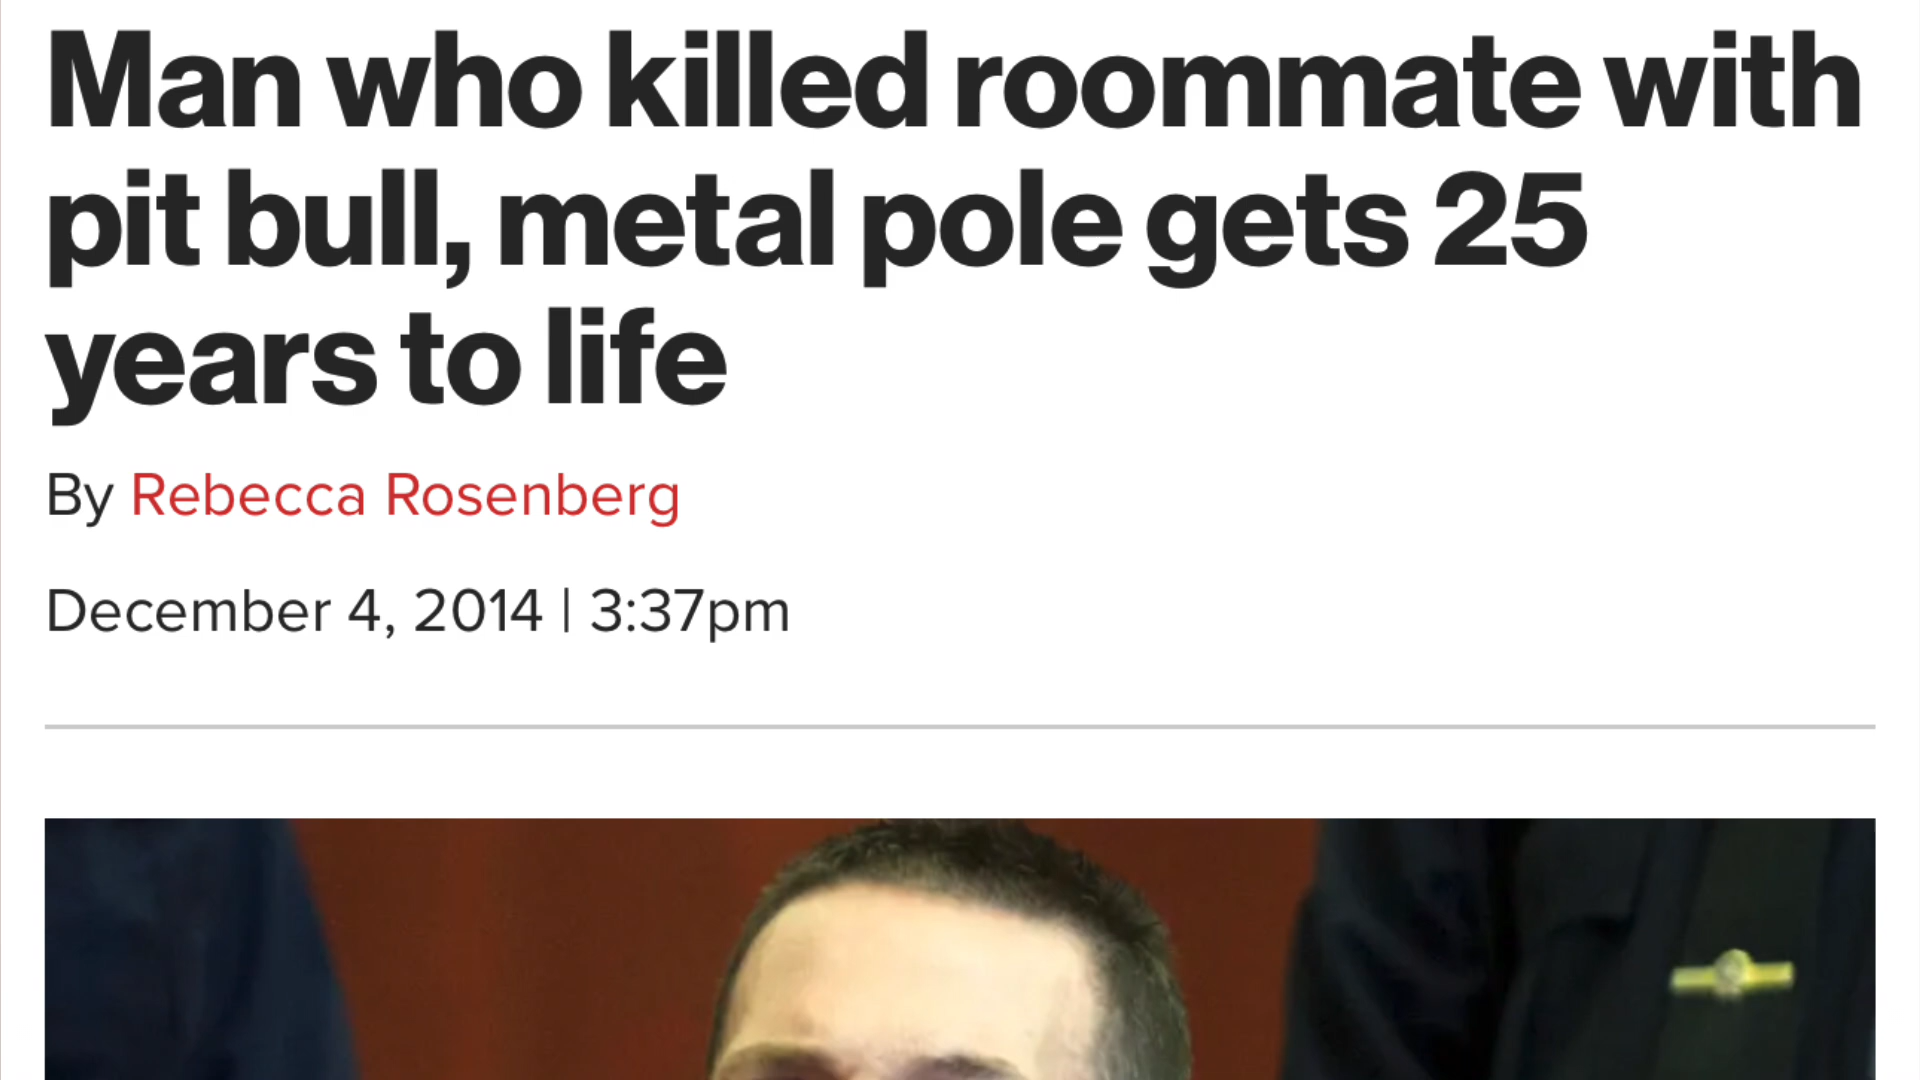 Man who killed roommate with
pit bull, metal pole gets 25
years to life
By Rebecca Rosenberg
December 4, 2014 | 3:37pm